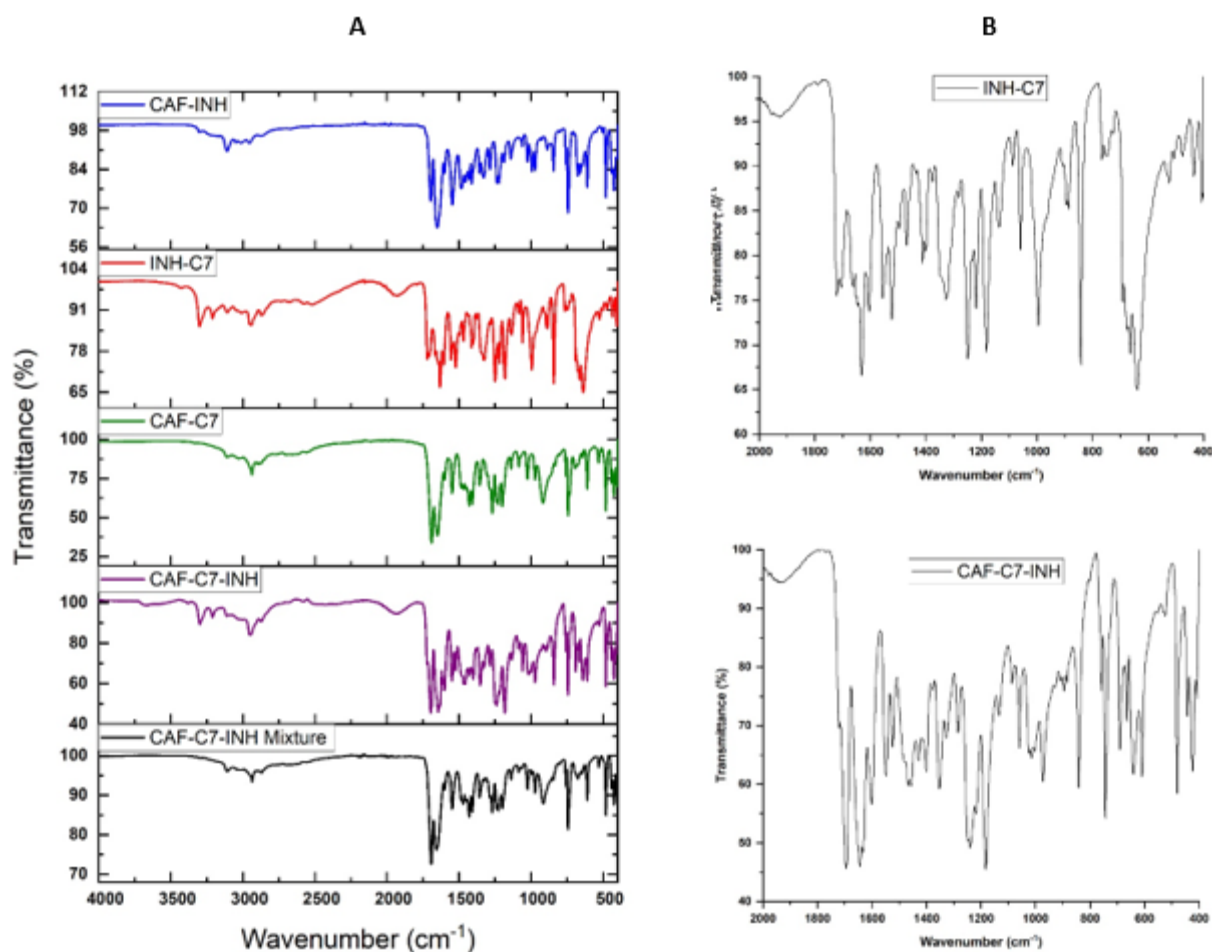 A
B
CAF-INH
112
98
84
70
56
INH-C7
104
91
78
65
CAF-C7
100
75
50
25
CAF-C7-INH
100
80
60
40
CAF-C7-INH Mixture
100
90
80
70
4000 3500 3000 2500 2000 1500 1000 500
Transmittance (%)
Wavenumber (cm⁻¹)
INH-C7
100
95
90
85
80
75
70
65
60
2000 1800 1600 1400 1200 1000 800 600 400
Wavenumber (cm⁻¹)
CAF-C7-INH
100
90
80
70
60
50
40
Transmittance (%)
2000 1800 1600 1400 1200 1000 800 600 400
Wavenumber (cm⁻¹)